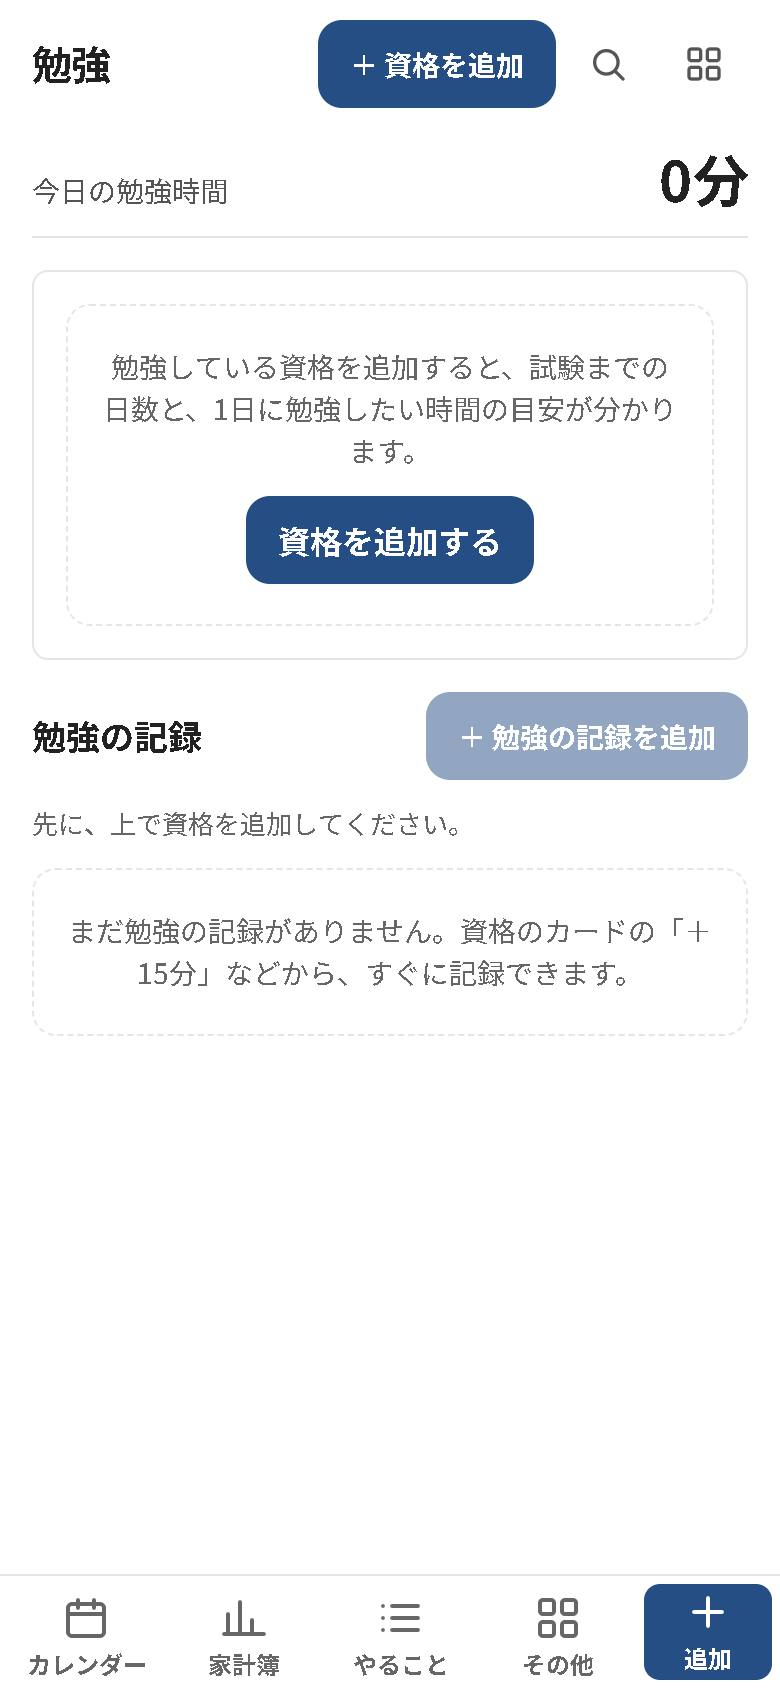 勉強
＋ 資格を追加
今日の勉強時間
0分
勉強している資格を追加すると、試験までの
日数と、1日に勉強したい時間の目安が分かり
ます。
資格を追加する
勉強の記録
＋ 勉強の記録を追加
先に、上で資格を追加してください。
まだ勉強の記録がありません。資格のカードの「＋
15分」などから、すぐに記録できます。
カレンダー
家計簿
やること
その他
追加